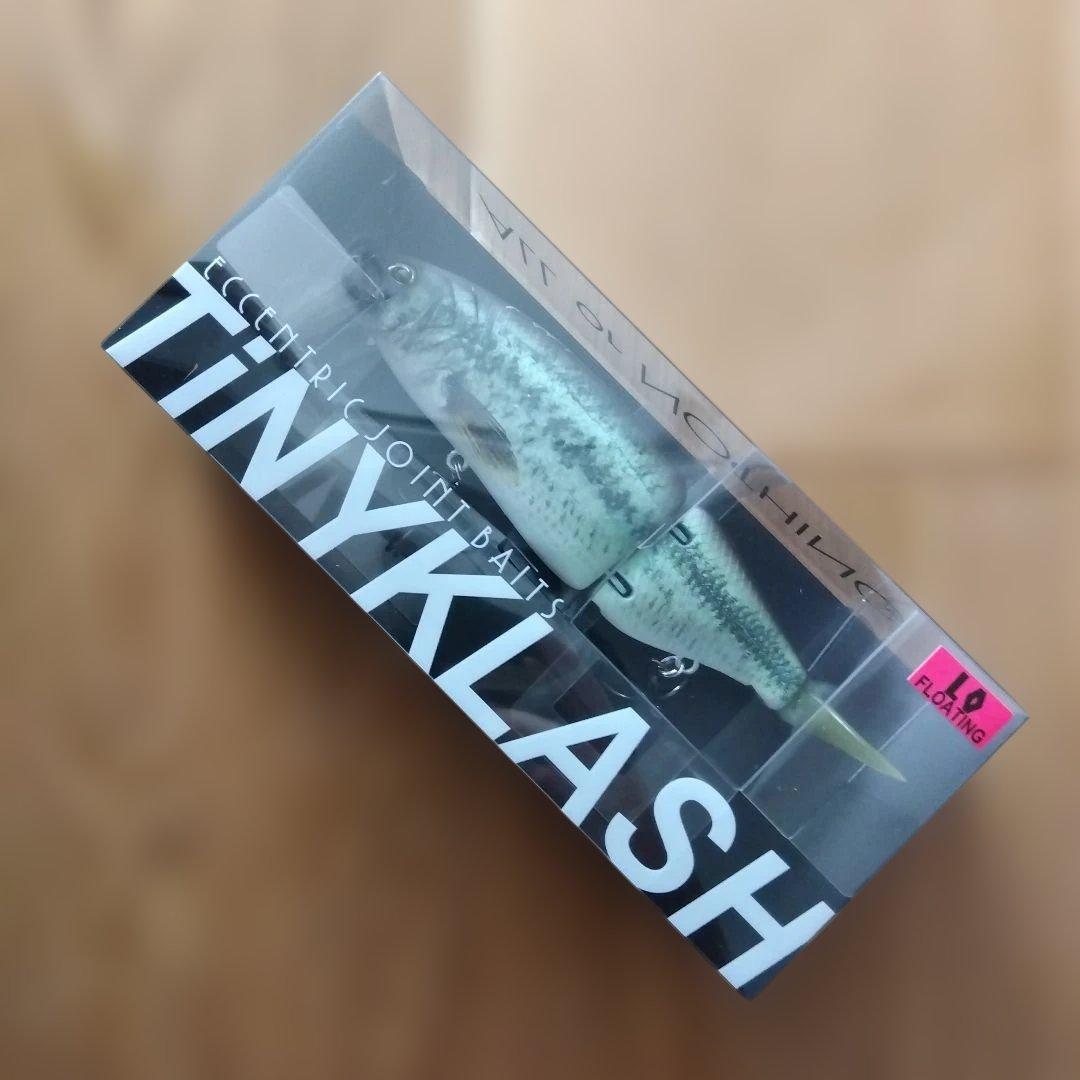 ALL OR NOTHING
ECCENTRIC JOINT BAITS
TiNYKLASH
LO
FLOATING